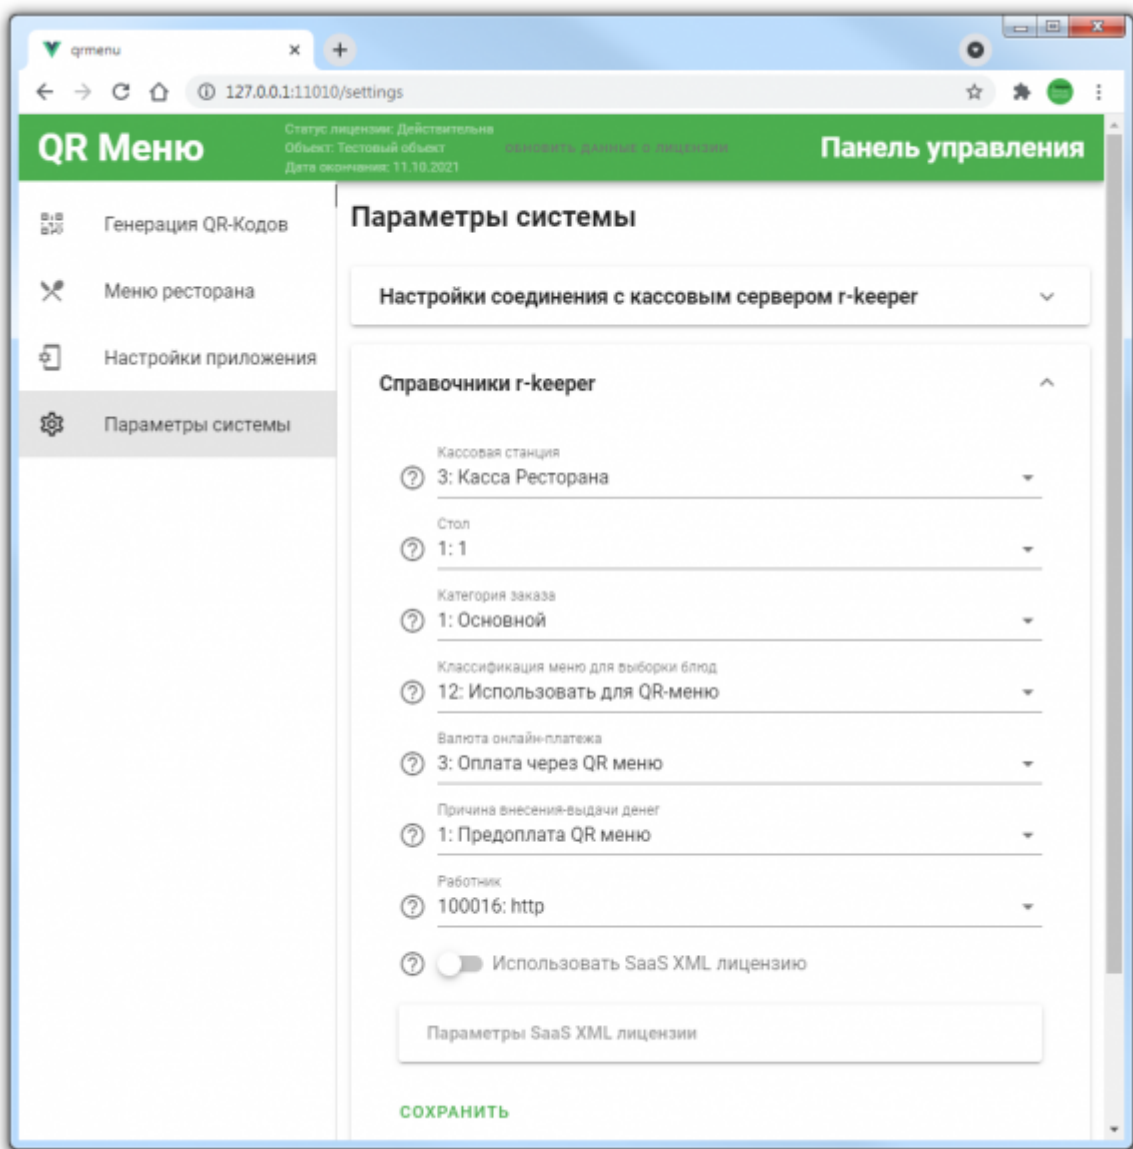 qrmenu
127.0.0.1:11010/settings
QR Меню
Статус лицензии: Действительна
Объект: Тестовый объект
Дата окончания: 11.10.2021
ОБНОВИТЬ ДАННЫЕ О ЛИЦЕНЗИИ
Панель управления
Генерация QR-Кодов
Меню ресторана
Настройки приложения
Параметры системы
Параметры системы
Настройки соединения с кассовым сервером r-keeper
Справочники r-keeper
Кассовая станция
3: Касса Ресторана
Стол
1: 1
Категория заказа
1: Основной
Классификация меню для выборки блюд
12: Использовать для QR-меню
Валюта онлайн-платежа
3: Оплата через QR меню
Причина внесения-выдачи денег
1: Предоплата QR меню
Работник
100016: http
Использовать SaaS XML лицензию
Параметры SaaS XML лицензии
СОХРАНИТЬ